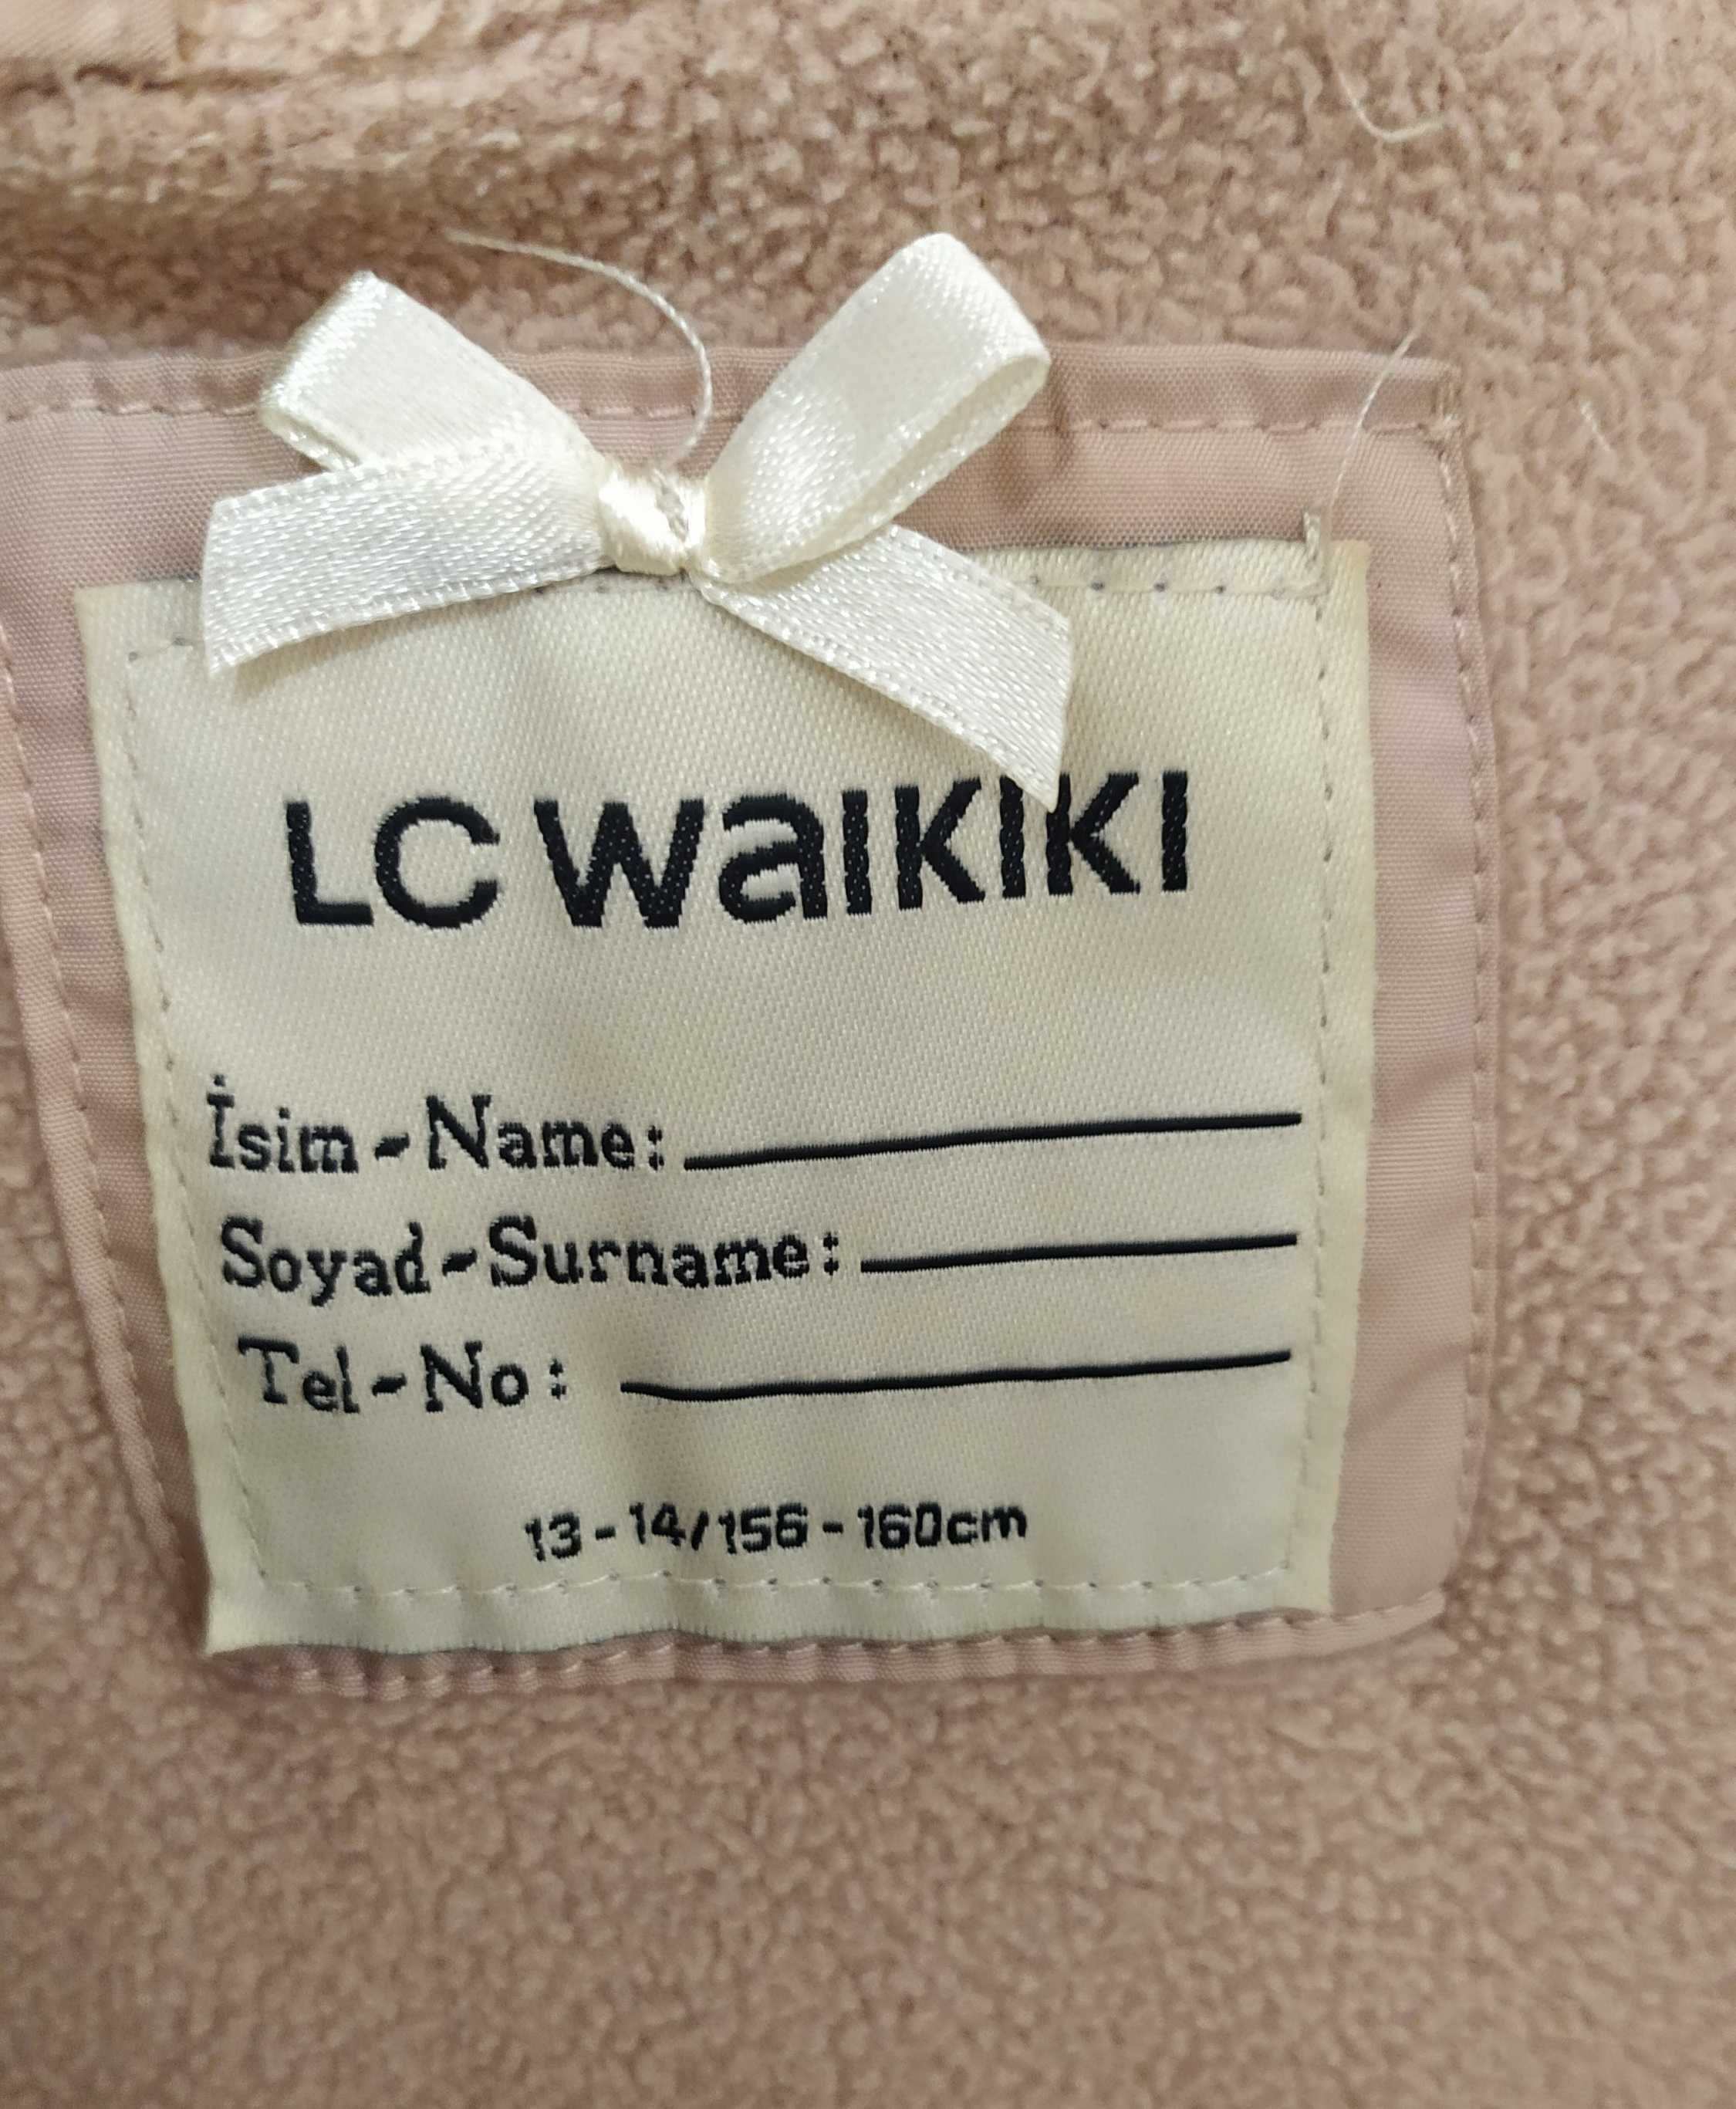 LC WAIKIKI
İsim-Name:
Soyad-Surname:
Tel-No:
13-14/156-160cm